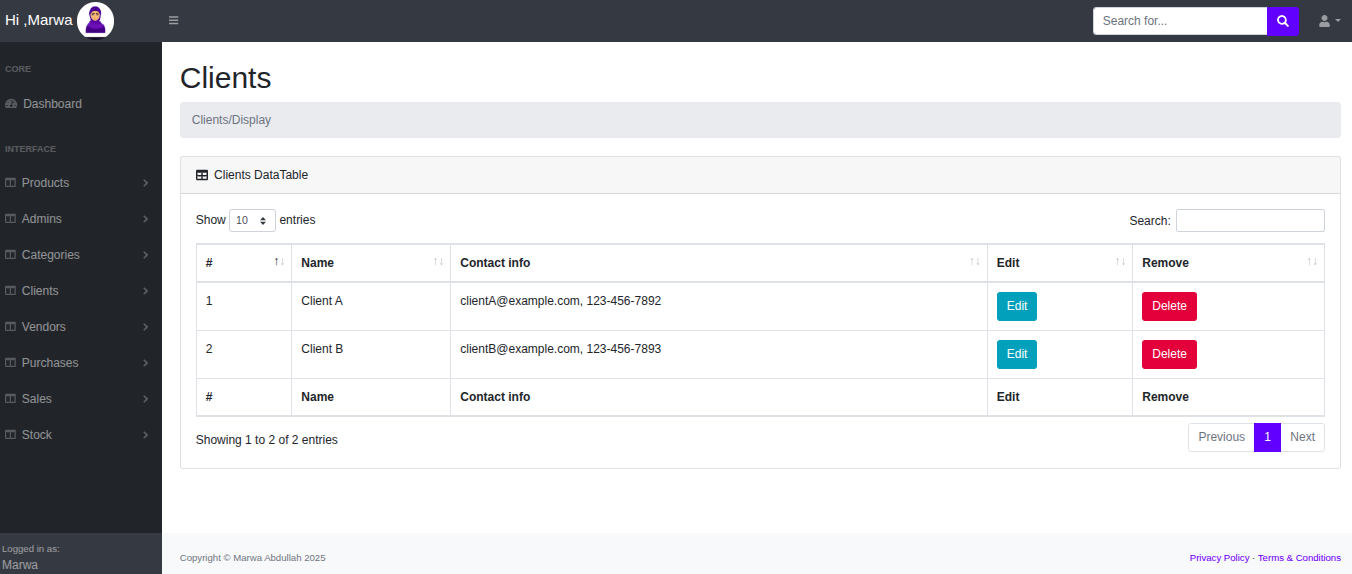 Hi ,Marwa
Search for...
CORE
Dashboard
INTERFACE
Products
Admins
Categories
Clients
Vendors
Purchases
Sales
Stock
Logged in as:
Marwa
Clients
Clients/Display
Clients DataTable
Show 10 entries
Search:
# ↑↓ Name ↑↓ Contact info ↑↓ Edit ↑↓ Remove ↑↓
1 Client A clientA@example.com, 123-456-7892 Edit Delete
2 Client B clientB@example.com, 123-456-7893 Edit Delete
# Name Contact info Edit Remove
Showing 1 to 2 of 2 entries
Previous 1 Next
Copyright © Marwa Abdullah 2025
Privacy Policy · Terms & Conditions